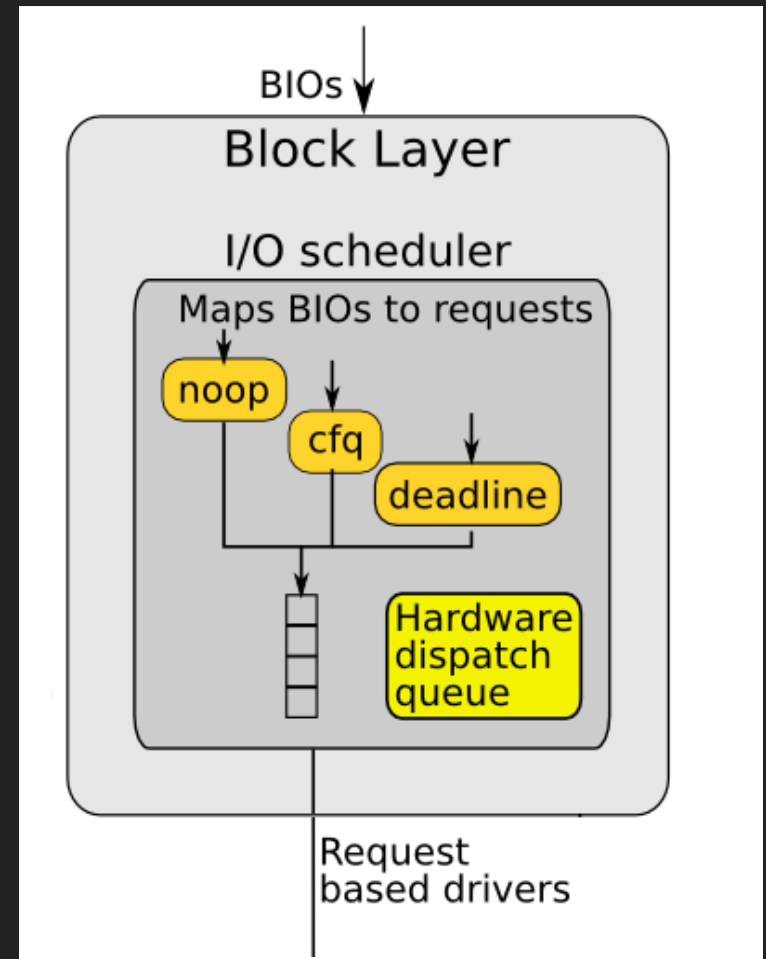 BIOs
Block Layer
I/O scheduler
Maps BIOs to requests
noop
cfq
deadline
Hardware
dispatch
queue
Request
based drivers